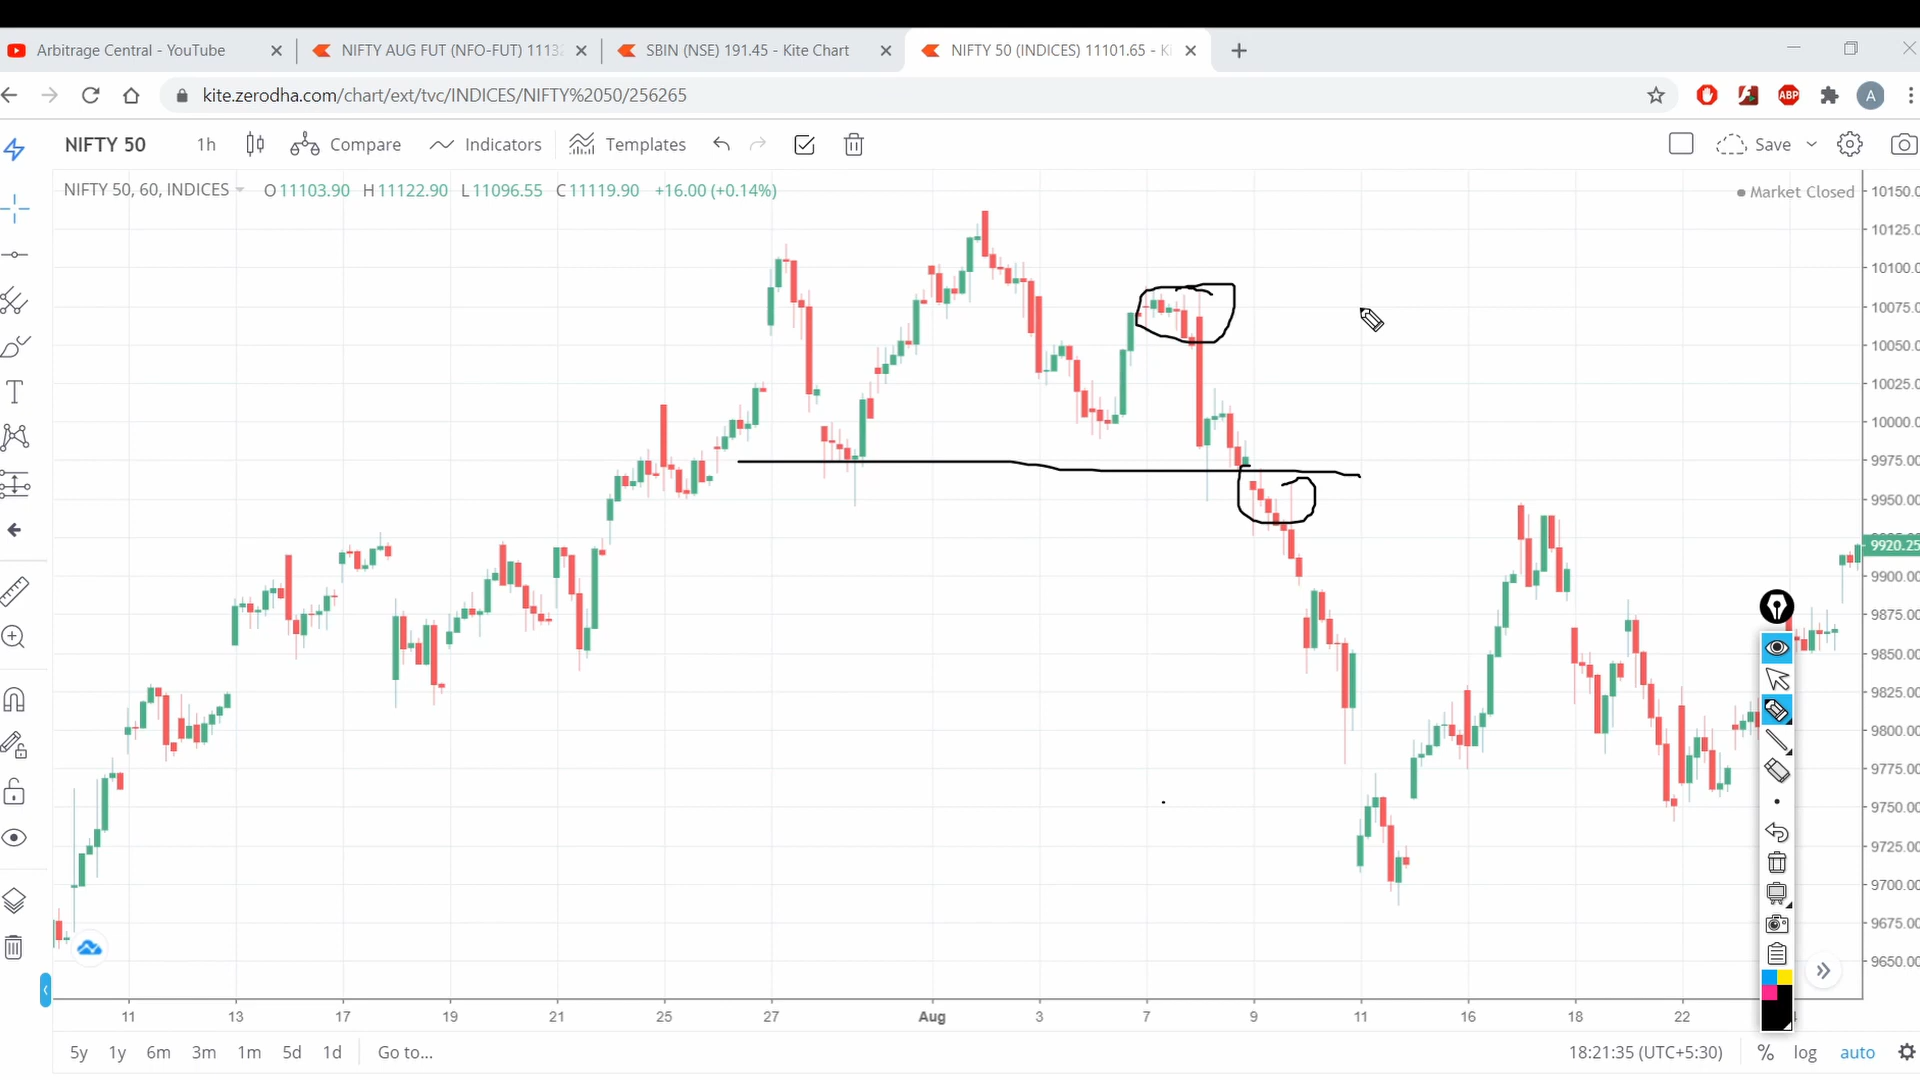 Arbitrage Central - YouTube
NIFTY AUG FUT (NFO-FUT) 1113
SBIN (NSE) 191.45 - Kite Chart
NIFTY 50 (INDICES) 11101.65 - K
kite.zerodha.com/chart/ext/tvc/INDICES/NIFTY%2050/256265
ABP
A
NIFTY 50
1h
Compare
Indicators
Templates
Save
NIFTY 50, 60, INDICES
O11103.90 H11122.90 L11096.55 C11119.90 +16.00 (+0.14%)
Market Closed
10150.0
10125.0
10100.0
10075.0
10050.0
10025.0
10000.0
9975.00
9950.00
9920.25
9900.00
9875.00
9850.00
9825.00
9800.00
9775.00
9750.00
9725.00
9700.00
9675.00
9650.00
11 13 17 19 21 25 27 Aug 3 7 9 11 16 18 22
5y 1y 6m 3m 1m 5d 1d Go to...
18:21:35 (UTC+5:30) % log auto